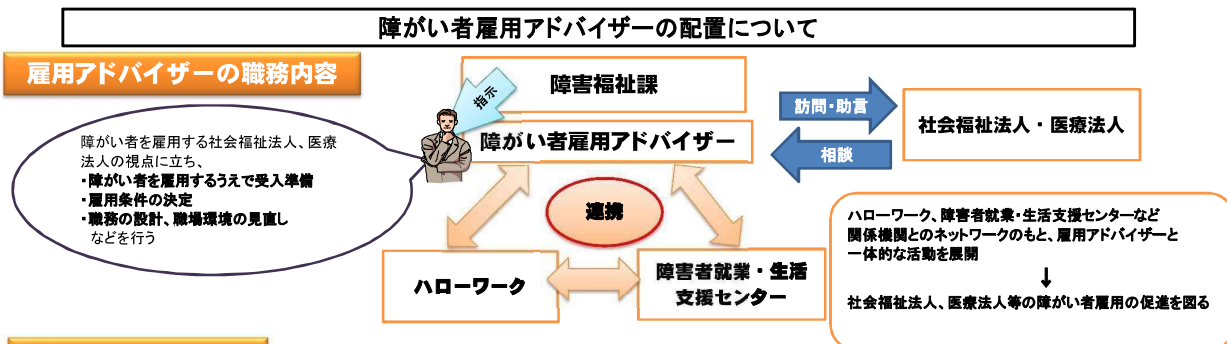 障がい者雇用アドバイザーの配置について
雇用アドバイザーの職務内容
障害福祉課
指示
障がい者雇用アドバイザー
訪問・助言
相談
社会福祉法人・医療法人
障がい者を雇用する社会福祉法人、医療
法人の視点に立ち、
・障がい者を雇用するうえで受入準備
・雇用条件の決定
・職務の設計、職場環境の見直し
などを行う
連携
ハローワーク
障害者就業・生活
支援センター
ハローワーク、障害者就業・生活支援センターなど
関係機関とのネットワークのもと、雇用アドバイザーと
一体的な活動を展開
↓
社会福祉法人、医療法人等の障がい者雇用の促進を図る